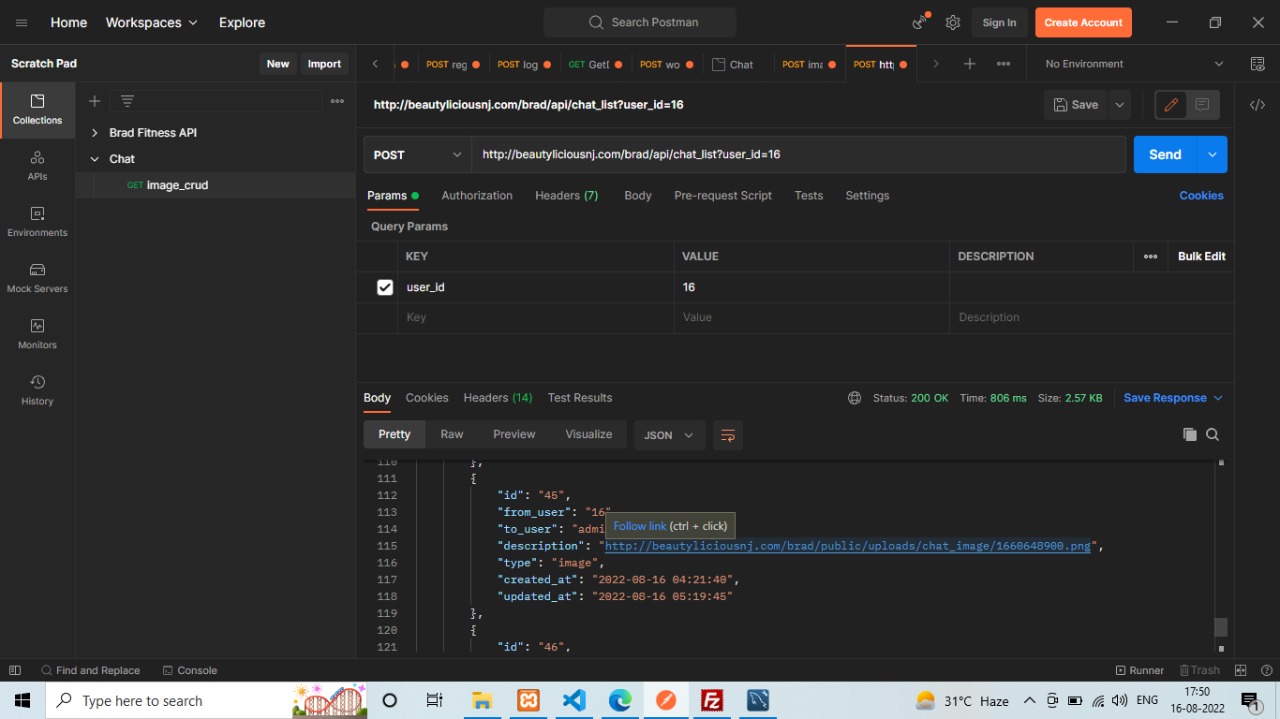 Home Workspaces Explore Search Postman Sign In Create Account
Scratch Pad New Import POST reg POST log GET Getl POST wo Chat POST ima POST http No Environment
Collections
APIs
Environments
Mock Servers
Monitors
History
Brad Fitness API
Chat
GET image_crud
http://beautyliciousnj.com/brad/api/chat_list?user_id=16 Save
POST http://beautyliciousnj.com/brad/api/chat_list?user_id=16 Send
Params Authorization Headers (7) Body Pre-request Script Tests Settings Cookies
Query Params
KEY VALUE DESCRIPTION Bulk Edit
user_id 16
Key Value Description
Body Cookies Headers (14) Test Results Status: 200 OK Time: 806 ms Size: 2.57 KB Save Response
Pretty Raw Preview Visualize JSON
110 },
111 {
112 "id": "45",
113 "from_user": "16"
114 "to_user": "admi
Follow link (ctrl + click)
115 "description": "http://beautyliciousnj.com/brad/public/uploads/chat_image/1660648900.png",
116 "type": "image",
117 "created_at": "2022-08-16 04:21:40",
118 "updated_at": "2022-08-16 05:19:45"
119 },
120 {
121 "id": "46",
Find and Replace Console Runner Trash
Type here to search 31°C Haze ENG 17:50
16-08-2022 1